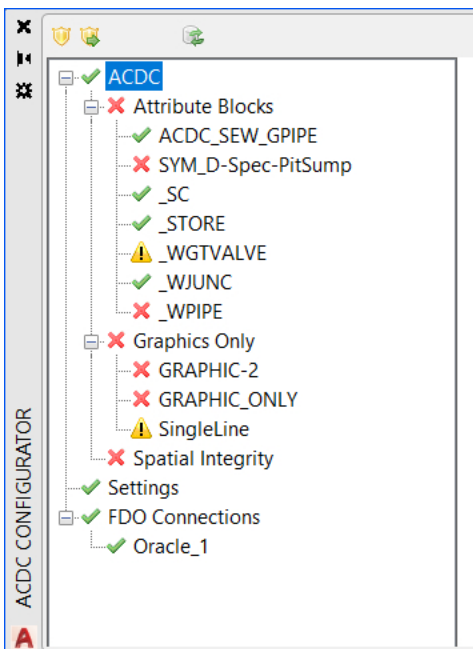 ACDC
Attribute Blocks
ACDC_SEW_GPIPE
SYM_D-Spec-PitSump
_SC
_STORE
_WGTVALVE
_WJUNC
_WPIPE
Graphics Only
GRAPHIC-2
GRAPHIC_ONLY
SingleLine
Spatial Integrity
Settings
FDO Connections
Oracle_1
ACDC CONFIGURATOR